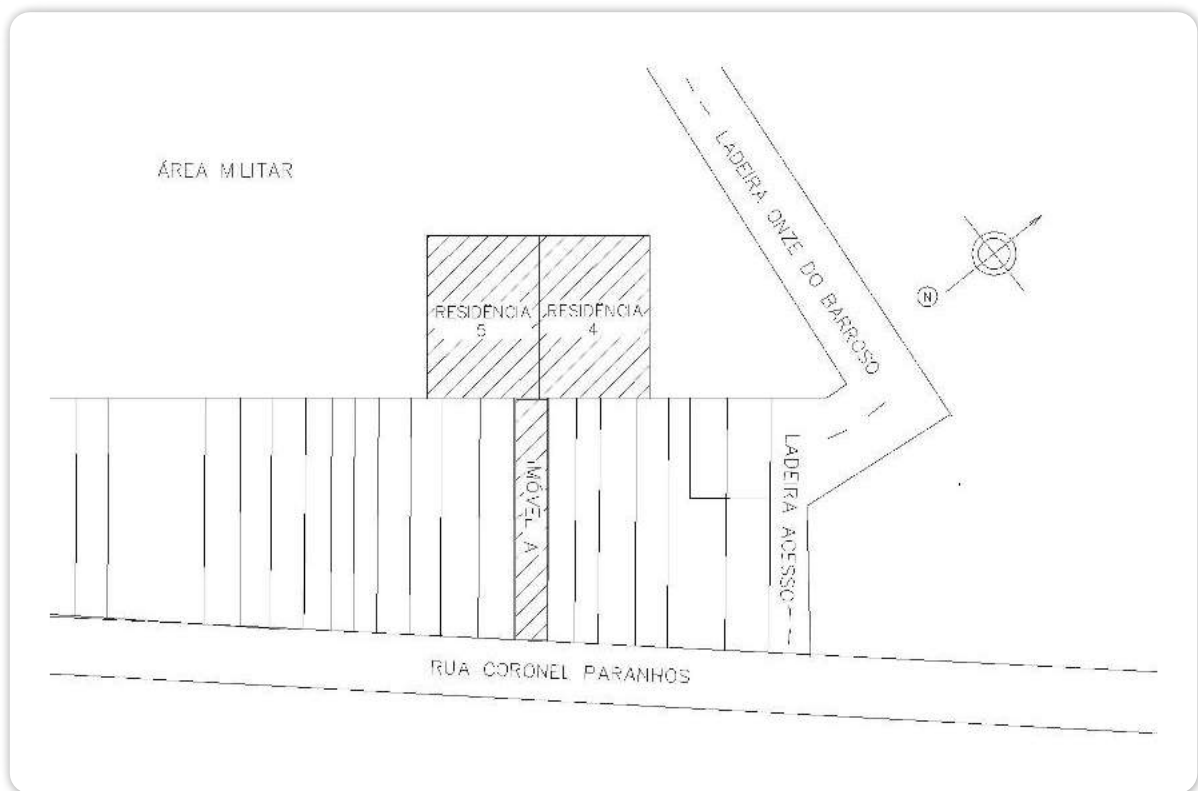 ÁREA MILITAR
LADEIRA ONZE DO BARROSO
N
RESIDÊNCIA
5
RESIDÊNCIA
4
IMÓVEL A
LADEIRA ACESSO
RUA CORONEL PARANHOS